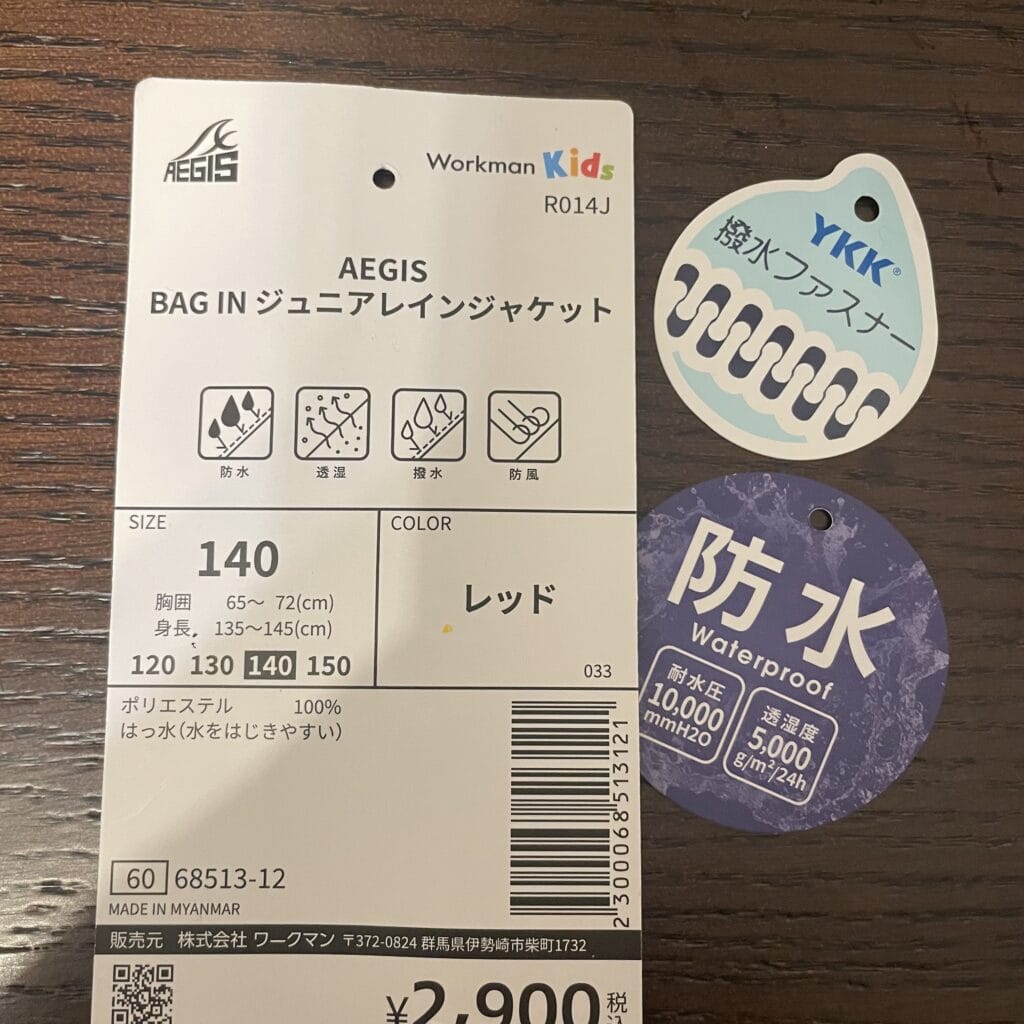 AEGIS
Workman Kids
R014J
AEGIS
BAG IN ジュニアレインジャケット
防水 透湿 撥水 防風
SIZE
140
胸囲 65～ 72(cm)
身長 135～145(cm)
120 130 140 150
COLOR
レッド
033
ポリエステル 100%
はっ水(水をはじきやすい)
2300068513121
60 68513-12
MADE IN MYANMAR
販売元 株式会社 ワークマン 〒372-0824 群馬県伊勢崎市柴町1732
¥2,900 税込
YKK®
撥水ファスナー
防水
Waterproof
耐水圧
10,000
mmH2O
透湿度
5,000
g/m²/24h